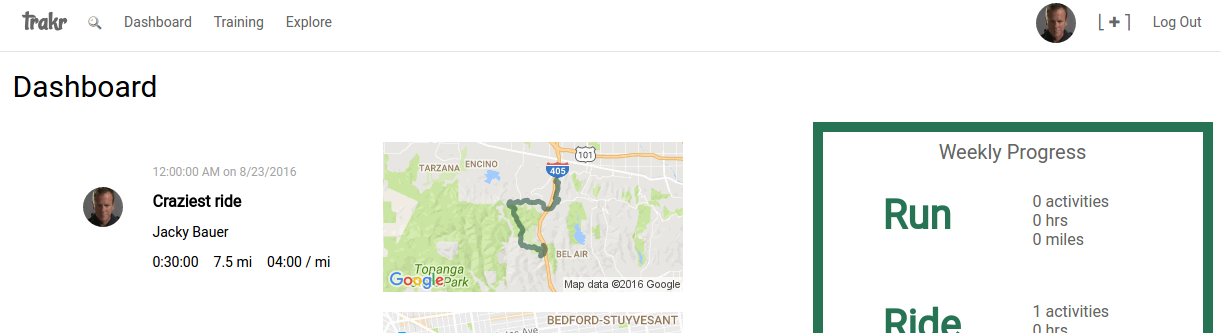 trakr Dashboard Training Explore + Log Out
Dashboard
12:00:00 AM on 8/23/2016
Craziest ride
Jacky Bauer
0:30:00 7.5 mi 04:00 / mi
101
TARZANA ENCINO
405
BEL AIR
Topanga
Park
Google
Map data ©2016 Google
BEDFORD-STUYVESANT
Weekly Progress
Run
0 activities
0 hrs
0 miles
Ride
1 activities
0 hrs